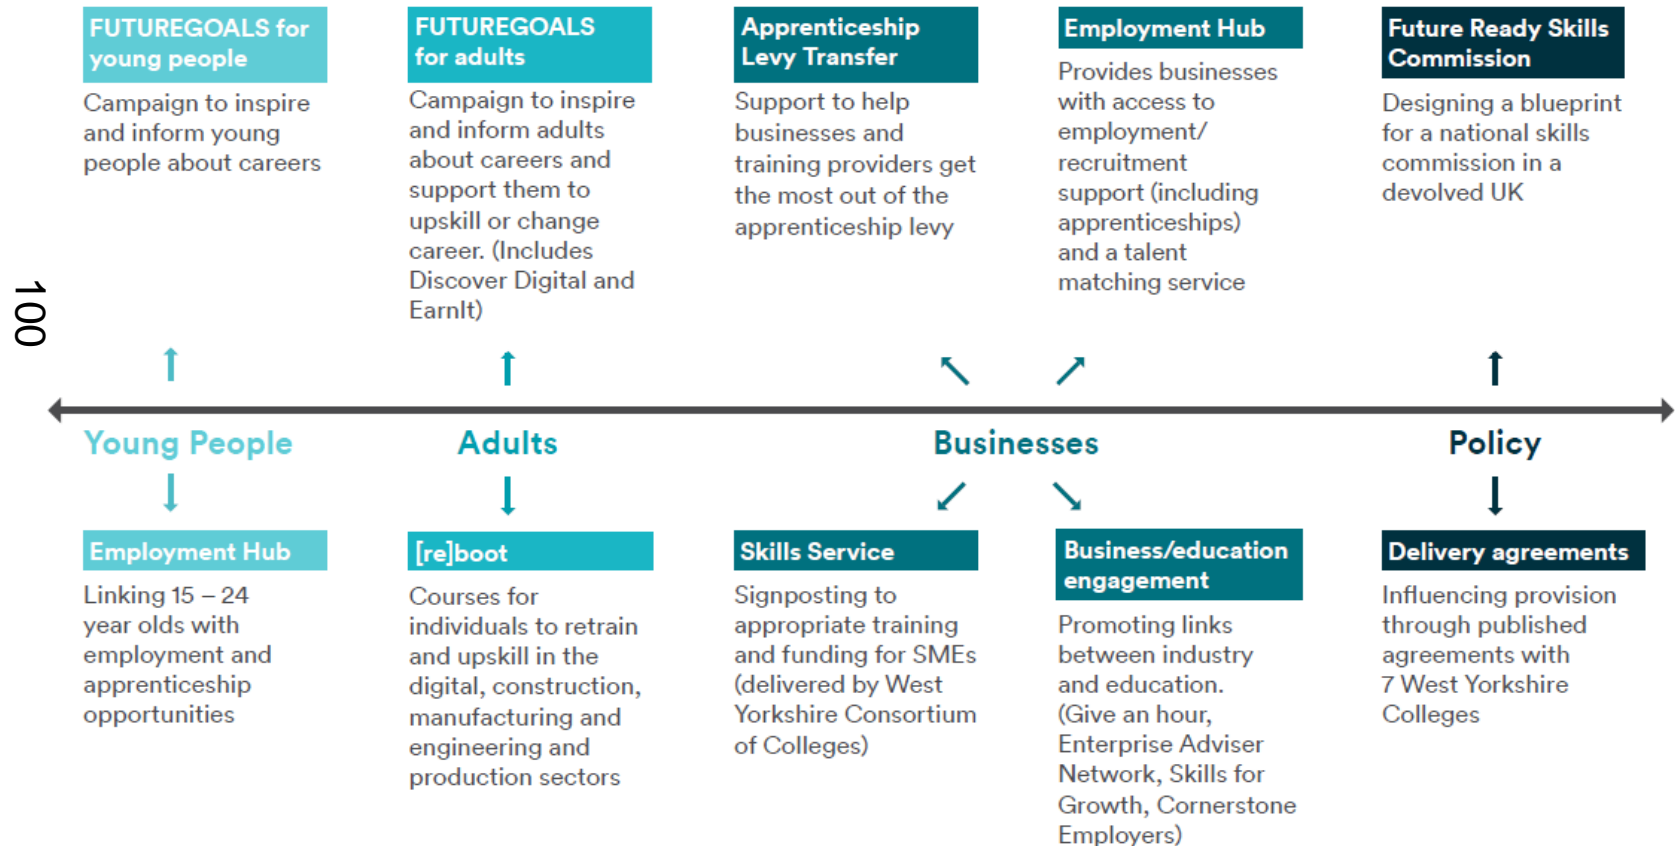 FUTUREGOALS for
young people
Campaign to inspire
and inform young
people about careers
FUTUREGOALS
for adults
Campaign to inspire
and inform adults
about careers and
support them to
upskill or change
career. (Includes
Discover Digital and
EarnIt)
Apprenticeship
Levy Transfer
Support to help
businesses and
training providers get
the most out of the
apprenticeship levy
Employment Hub
Provides businesses
with access to
employment/
recruitment
support (including
apprenticeships)
and a talent
matching service
Future Ready Skills
Commission
Designing a blueprint
for a national skills
commission in a
devolved UK
100
Young People
Adults
Businesses
Policy
Employment Hub
Linking 15 – 24
year olds with
employment and
apprenticeship
opportunities
[re]boot
Courses for
individuals to retrain
and upskill in the
digital, construction,
manufacturing and
engineering and
production sectors
Skills Service
Signposting to
appropriate training
and funding for SMEs
(delivered by West
Yorkshire Consortium
of Colleges)
Business/education
engagement
Promoting links
between industry
and education.
(Give an hour,
Enterprise Adviser
Network, Skills for
Growth, Cornerstone
Employers)
Delivery agreements
Influencing provision
through published
agreements with
7 West Yorkshire
Colleges